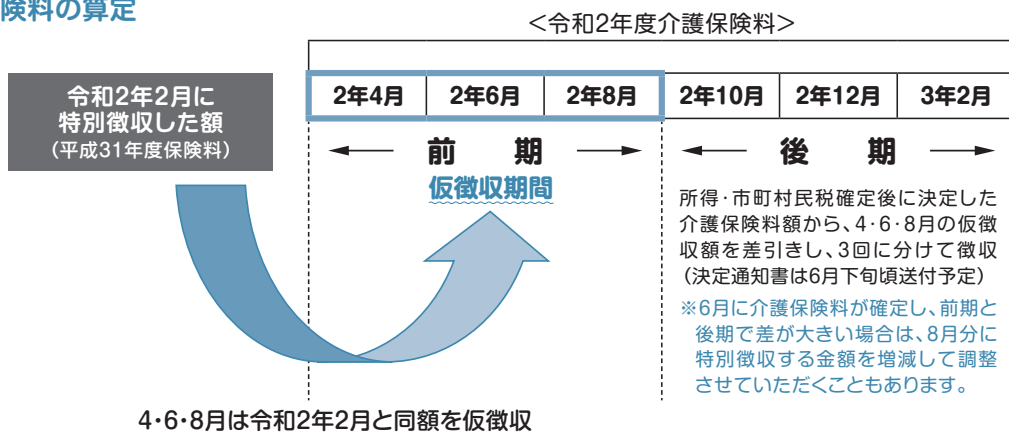 険料の算定
<令和2年度介護保険料>
令和2年2月に
特別徴収した額
(平成31年度保険料)
2年4月 2年6月 2年8月 2年10月 2年12月 3年2月
前期 後期
仮徴収期間
所得・市町村民税確定後に決定した
介護保険料額から、4・6・8月の仮徴
収額を差引きし、3回に分けて徴収
(決定通知書は6月下旬頃送付予定)
※6月に介護保険料が確定し、前期と
後期で差が大きい場合は、8月分に
特別徴収する金額を増減して調整
させていただくこともあります。
4・6・8月は令和2年2月と同額を仮徴収